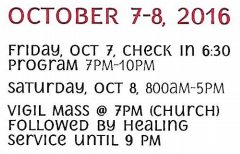 OCTOBER 7-8, 2016
Friday, Oct 7, Check in 6:30
Program 7PM-10PM
Saturday, Oct 8, 800am-5PM
Vigil Mass @ 7PM (Church)
Followed by Healing
Service until 9 PM